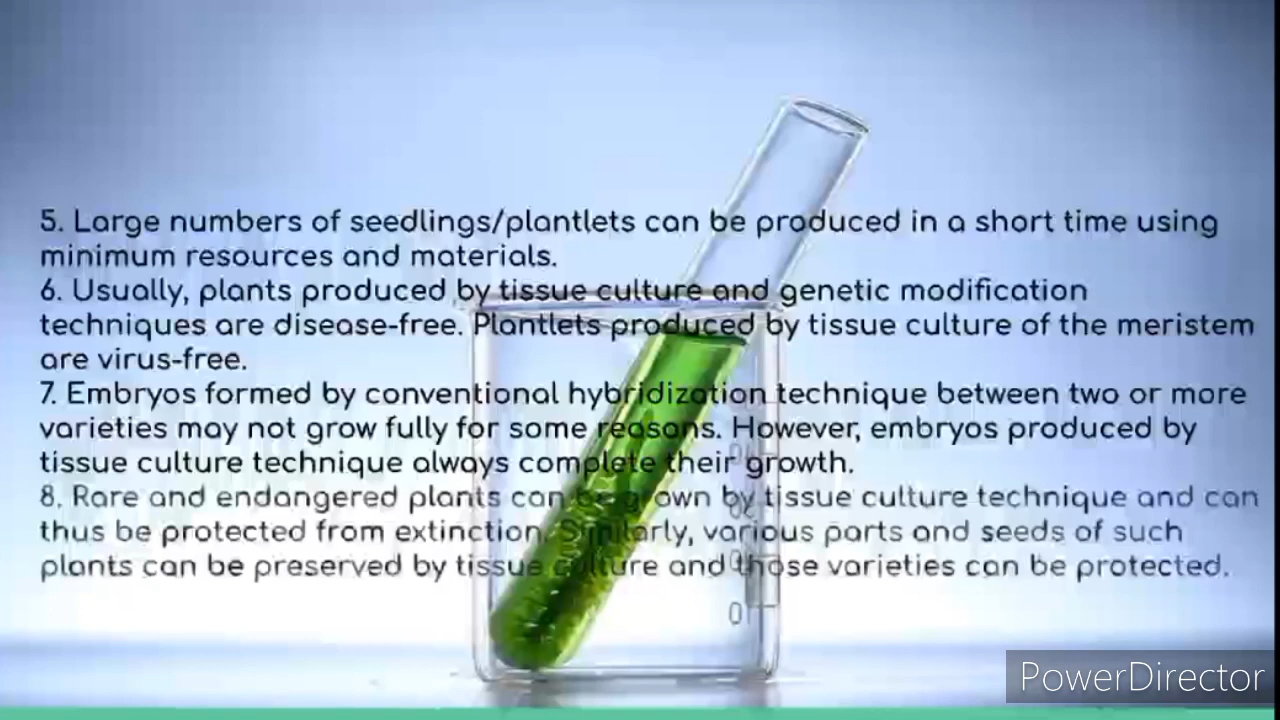 5. Large numbers of seedlings/plantlets can be produced in a short time using
minimum resources and materials.
6. Usually, plants produced by tissue culture and genetic modification
techniques are disease-free. Plantlets produced by tissue culture of the meristem
are virus-free.
7. Embryos formed by conventional hybridization technique between two or more
varieties may not grow fully for some reasons. However, embryos produced by
tissue culture technique always complete their growth.
8. Rare and endangered plants can be grown by tissue culture technique and can
thus be protected from extinction. Similarly, various parts and seeds of such
plants can be preserved by tissue culture and those varieties can be protected.
PowerDirector